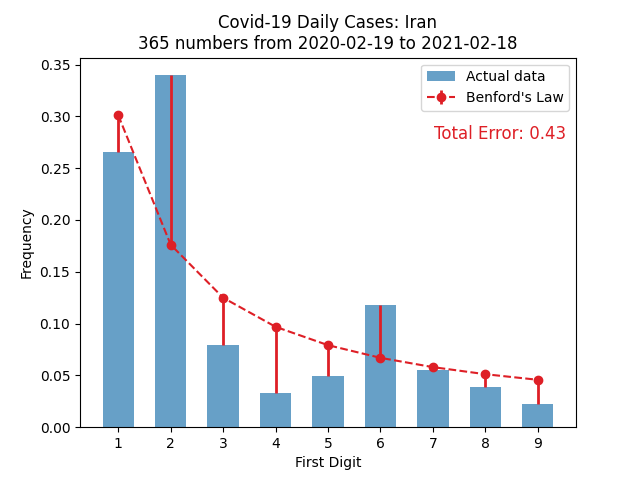 Covid-19 Daily Cases: Iran
365 numbers from 2020-02-19 to 2021-02-18
Actual data
Benford's Law
Total Error: 0.43
Frequency
0.35
0.30
0.25
0.20
0.15
0.10
0.05
0.00
1 2 3 4 5 6 7 8 9
First Digit